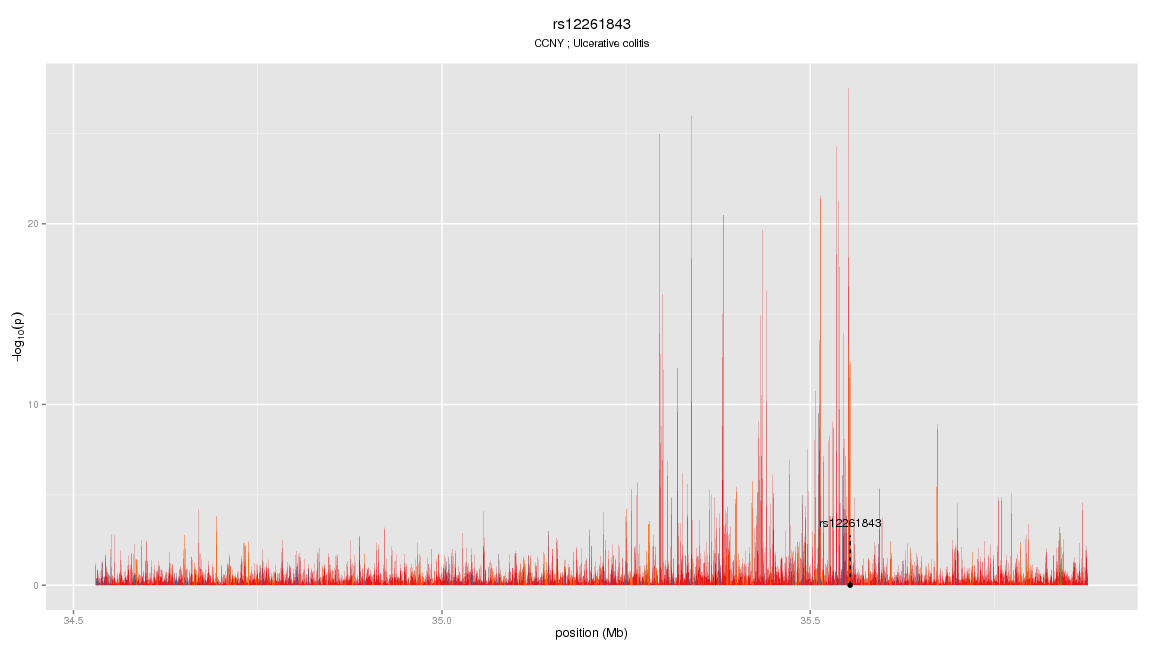 rs12261843
CCNY ; Ulcerative colitis
20
10
0
−log10(p)
rs12261843
34.5
35.0
35.5
position (Mb)